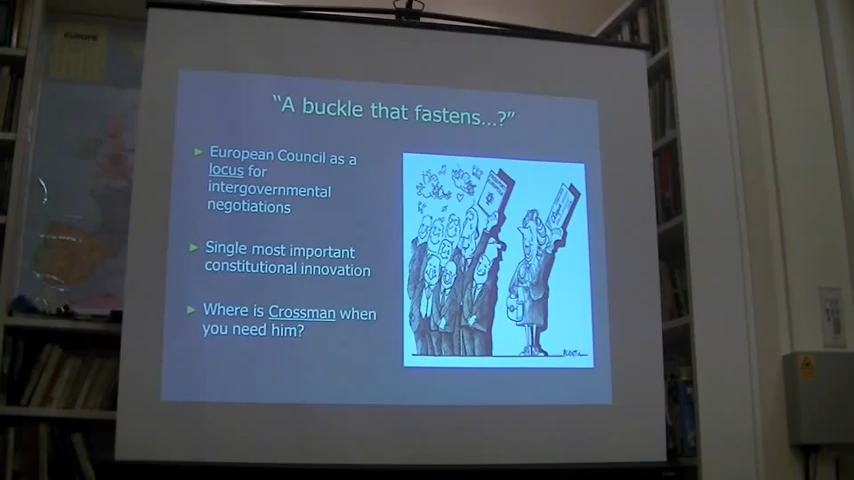 EUROPE
"A buckle that fastens...?"
European Council as a
locus for
intergovernmental
negotiations
Single most important
constitutional innovation
Where is Crossman when
you need him?